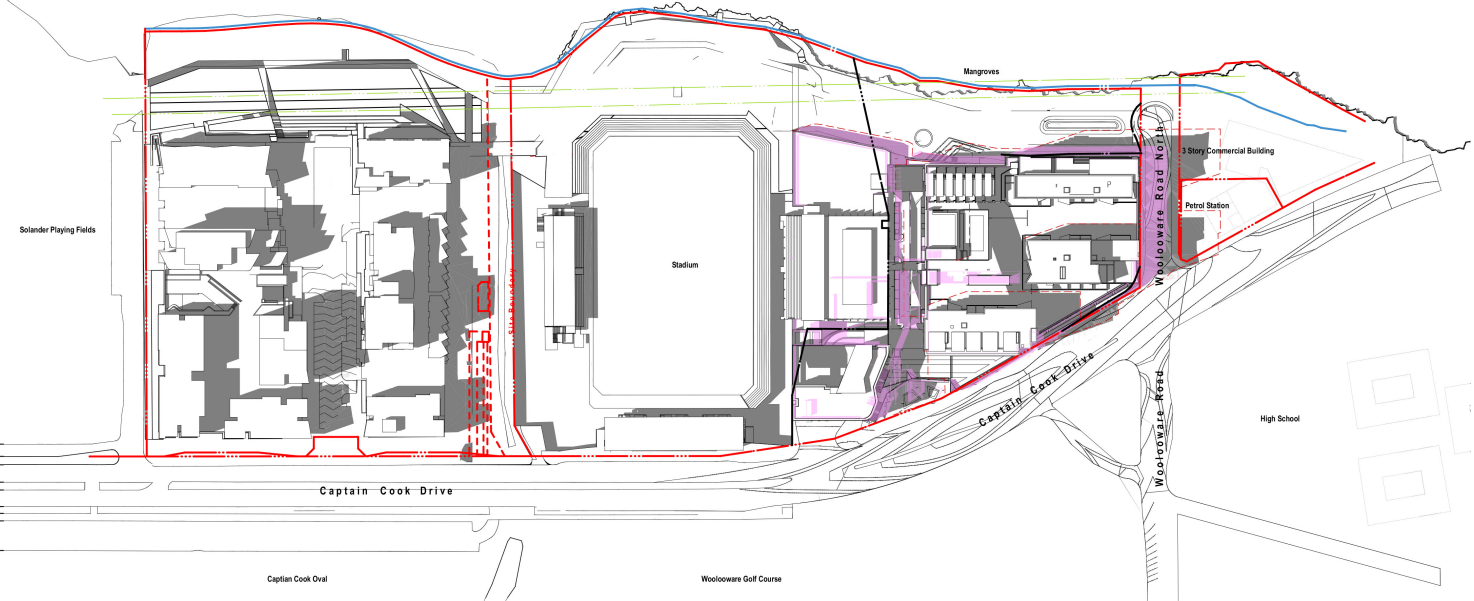 Mangroves
3 Story Commercial Building
Woolooware Road North
Petrol Station
Solander Playing Fields
Stadium
Site Boundary
Captain Cook Drive
Woolooware Road
High School
Captain Cook Drive
Captian Cook Oval
Woolooware Golf Course